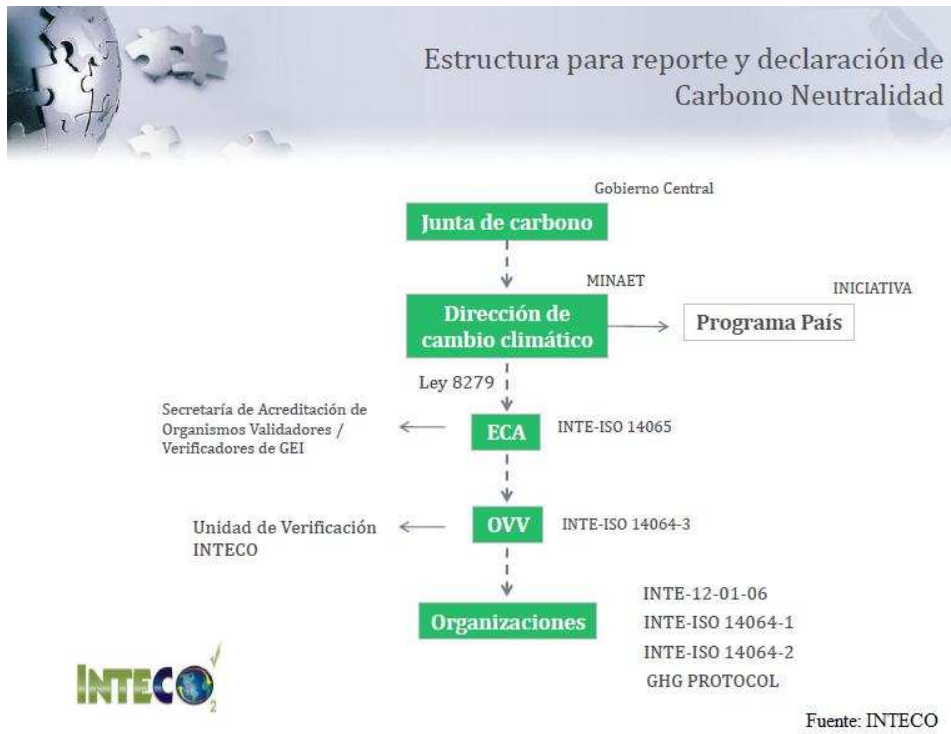 Estructura para reporte y declaración de
Carbono Neutralidad
Gobierno Central
Junta de carbono
MINAET
INICIATIVA
Dirección de
cambio climático
Programa País
Ley 8279
Secretaría de Acreditación de
Organismos Validadores /
Verificadores de GEI
ECA
INTE-ISO 14065
Unidad de Verificación
INTECO
OVV
INTE-ISO 14064-3
Organizaciones
INTE-12-01-06
INTE-ISO 14064-1
INTE-ISO 14064-2
GHG PROTOCOL
INTECO2
Fuente: INTECO